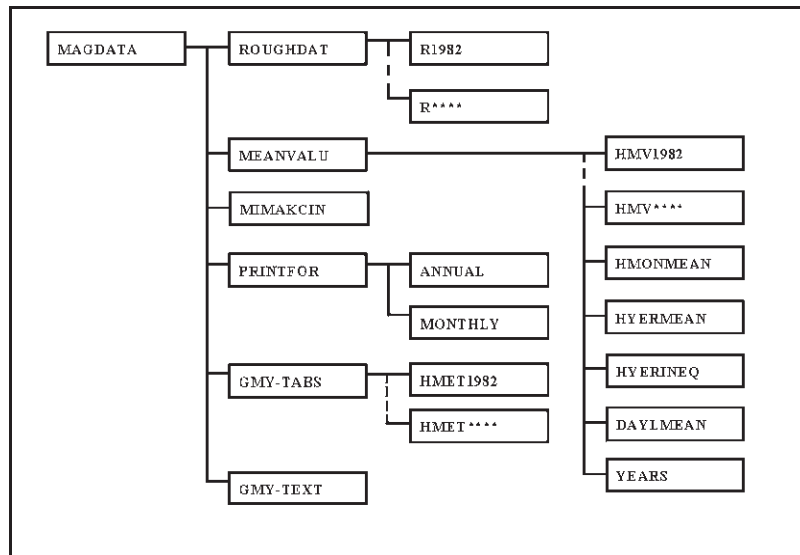 MAGDATA
ROUGHDAT
R1982
R****
MEANVALU
HMV1982
MIMAKCIN
HMV****
PRINTFOR
ANNUAL
HMONMEAN
MONTHLY
HYERMEAN
GMY-TABS
HMET1982
HYERINEQ
HMET****
DAYLMEAN
GMY-TEXT
YEARS